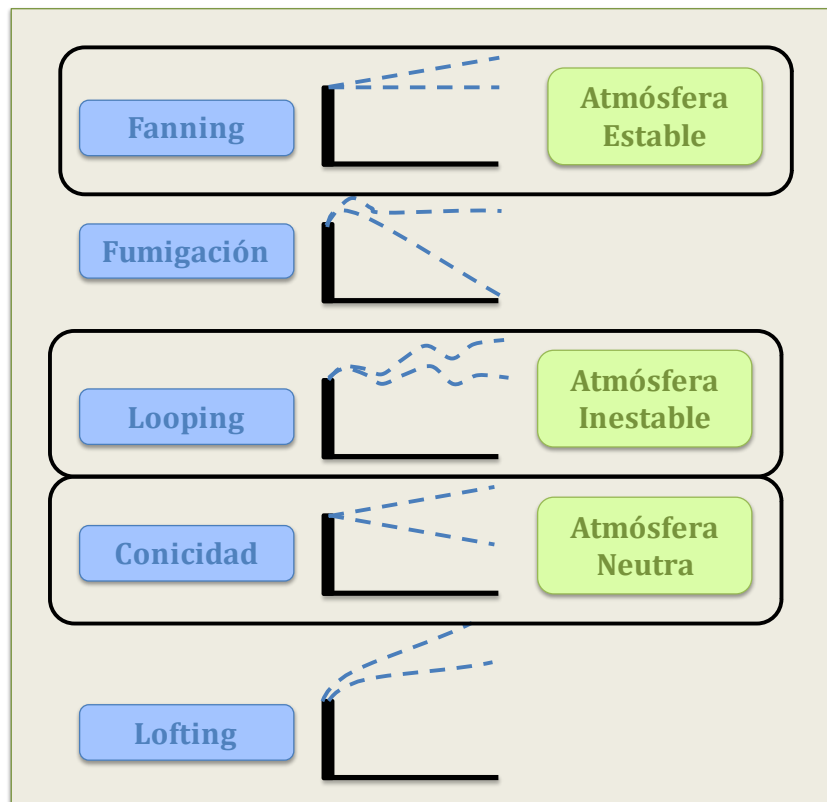 Fanning
Atmósfera
Estable
Fumigación
Looping
Atmósfera
Inestable
Conicidad
Atmósfera
Neutra
Lofting